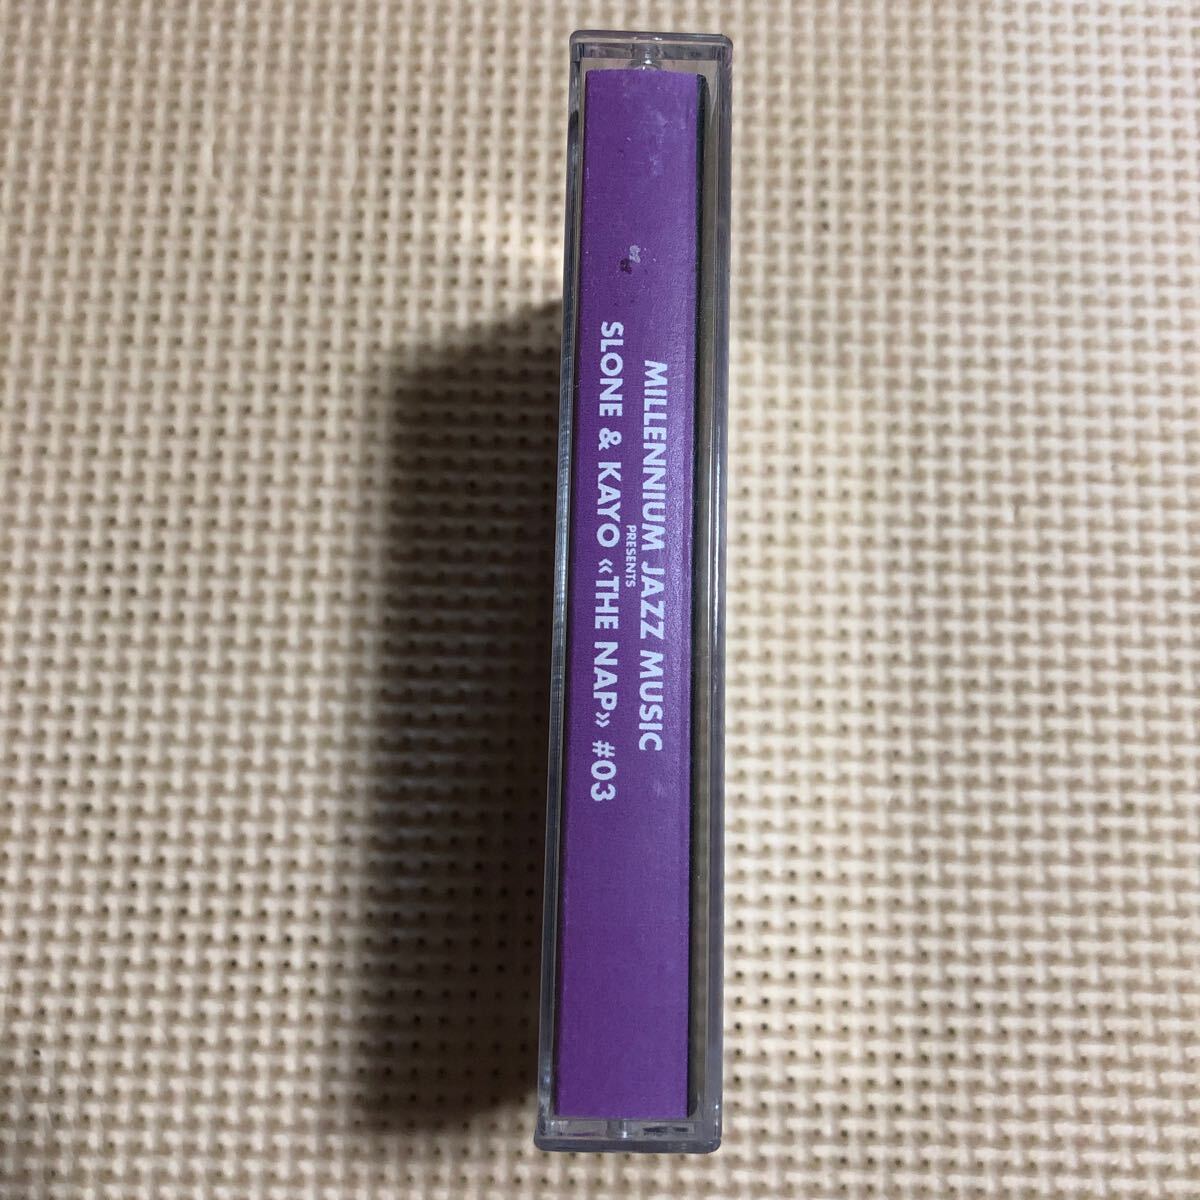 MILLENNIUM JAZZ MUSIC
PRESENTS
SLONE & KAYO «THE NAP» #03